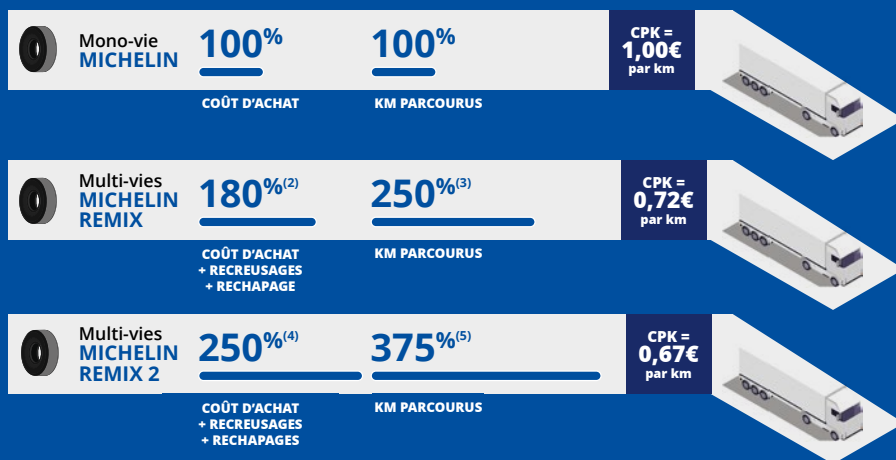 Mono-vie
MICHELIN
100%
100%
CPK =
1,00€
par km
COÛT D'ACHAT
KM PARCOURUS
Multi-vies
MICHELIN
REMIX
180%(2)
250%(3)
CPK =
0,72€
par km
COÛT D'ACHAT
+ RECREUSAGES
+ RECHAPAGE
KM PARCOURUS
Multi-vies
MICHELIN
REMIX 2
250%(4)
375%(5)
CPK =
0,67€
par km
COÛT D'ACHAT
+ RECREUSAGES
+ RECHAPAGES
KM PARCOURUS